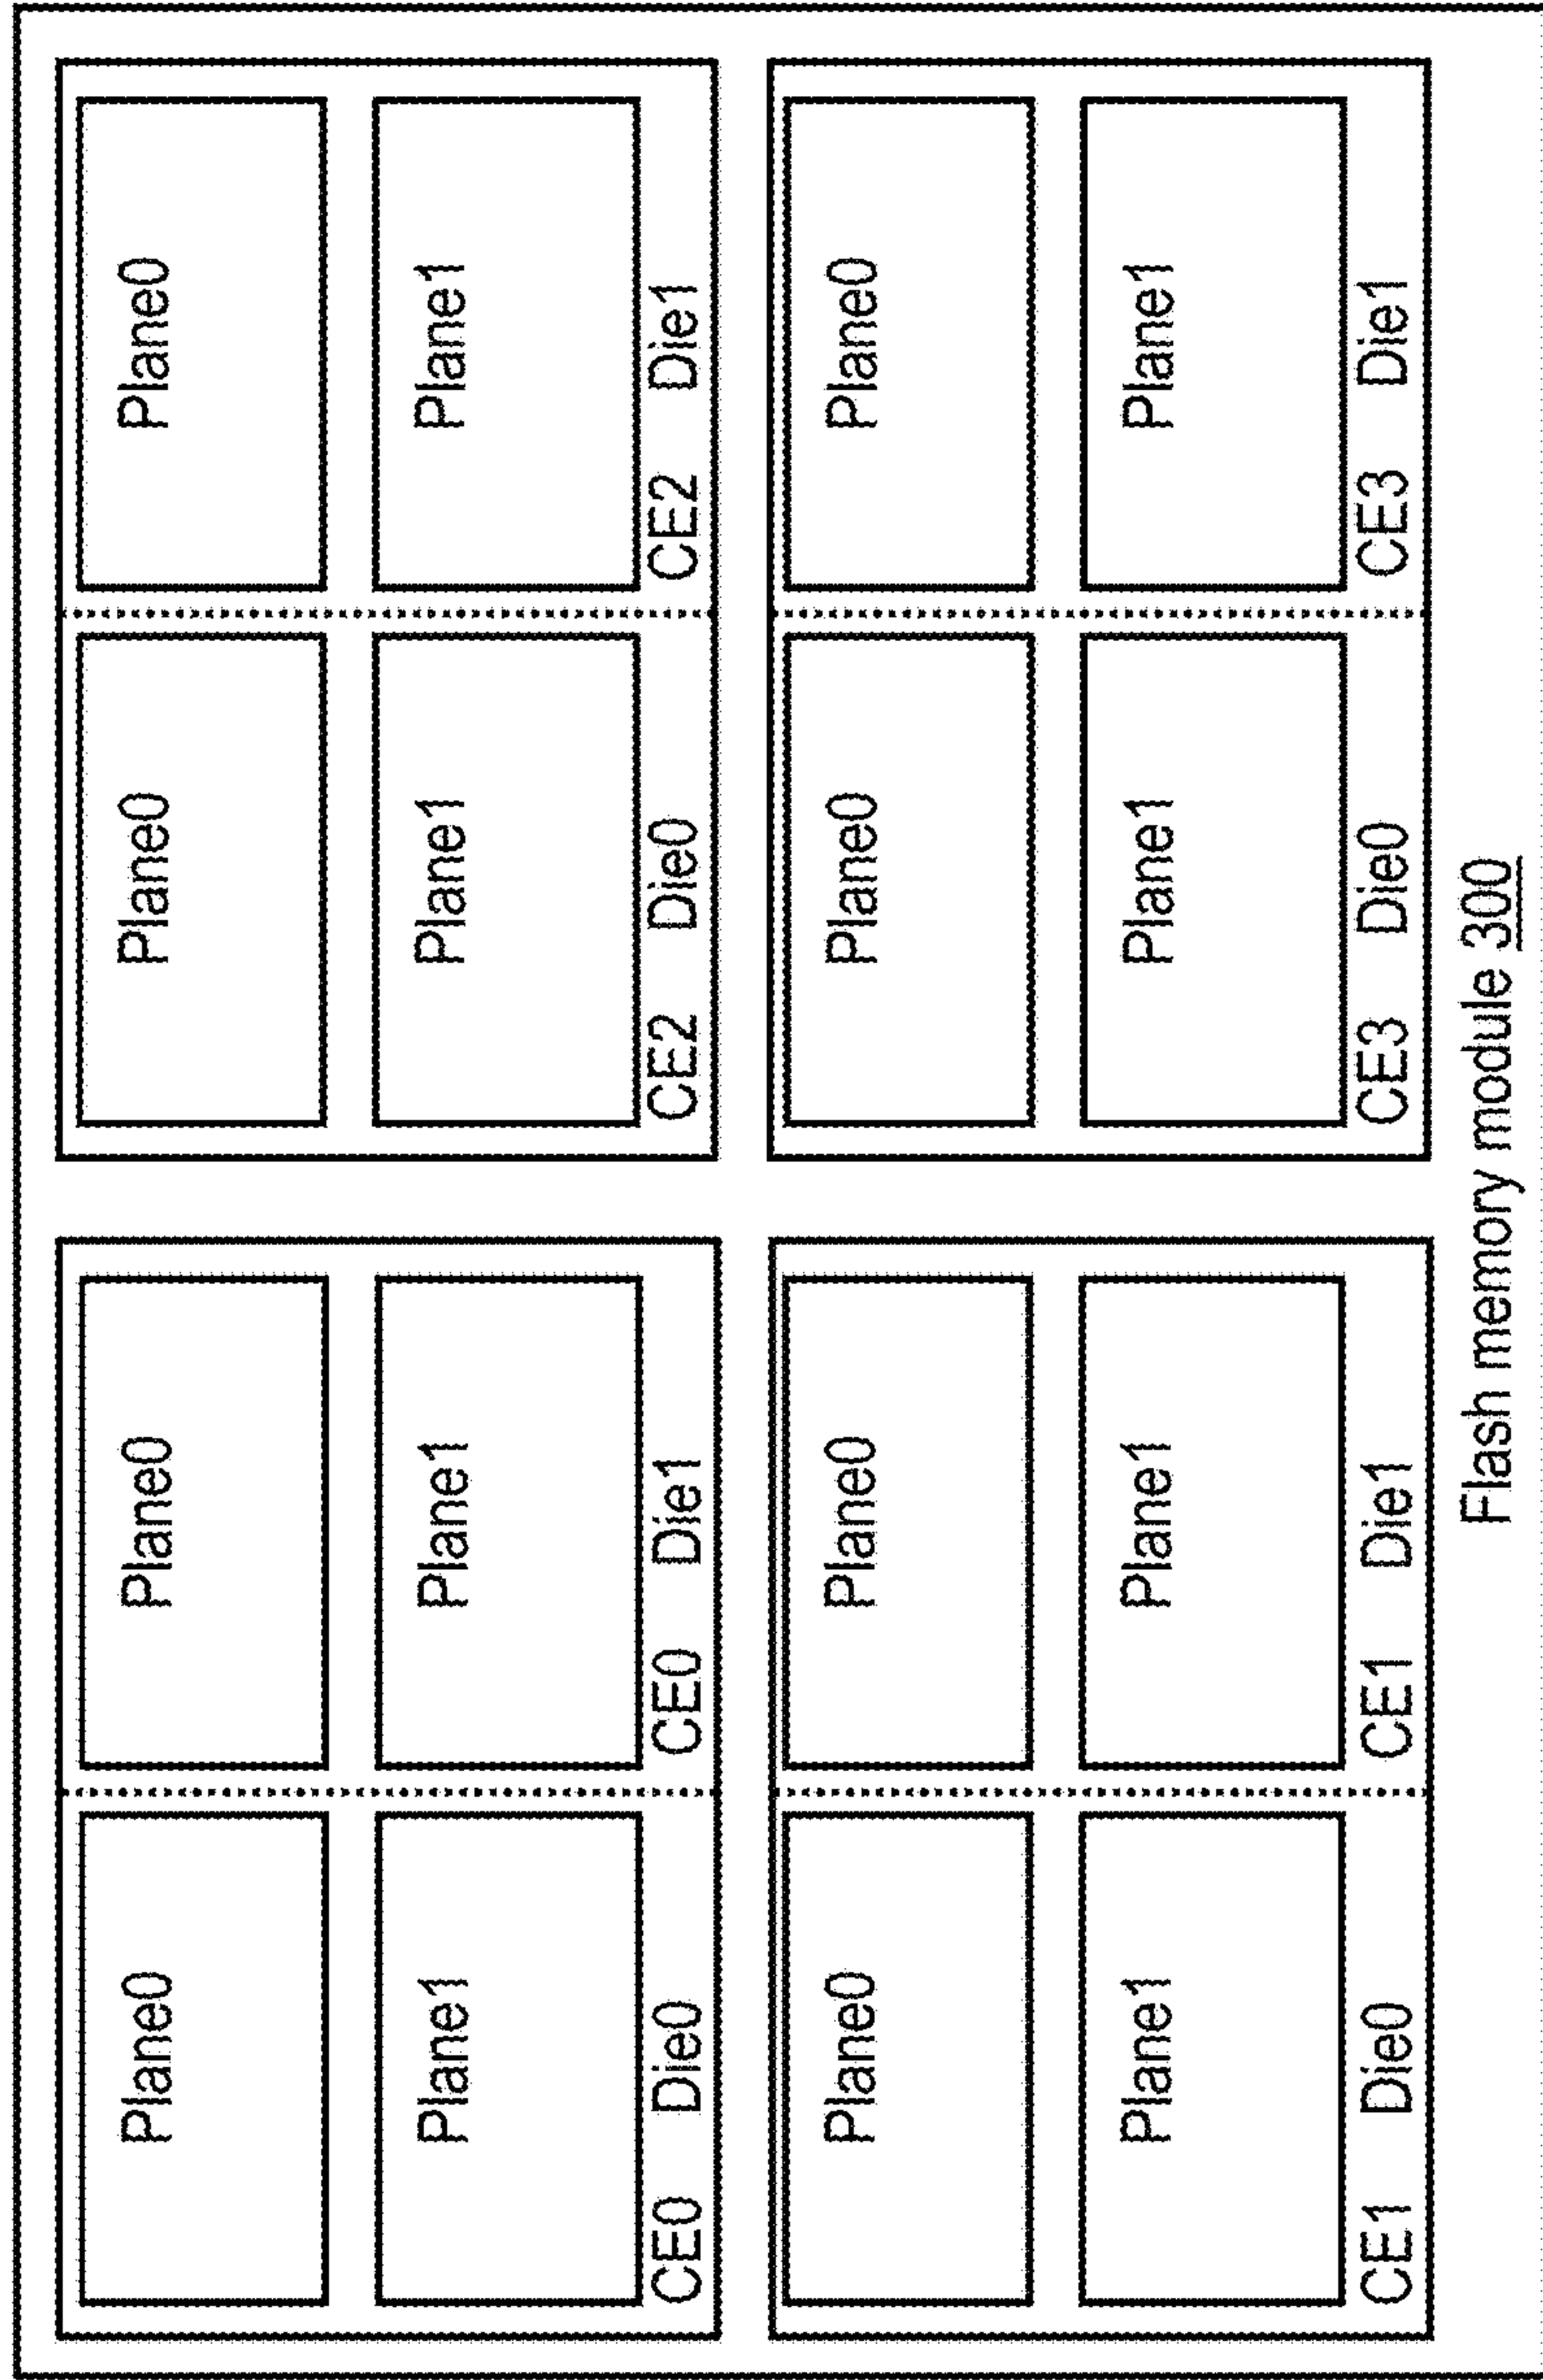 Plane0
Plane0
Plane1
Plane1
CE0 Die0
CE0 Die1
Plane0
Plane0
Plane1
Plane1
CE2 Die0
CE2 Die1
Plane0
Plane0
Plane1
Plane1
CE1 Die0
CE1 Die1
Plane0
Plane0
Plane1
Plane1
CE3 Die0
CE3 Die1
Flash memory module 300